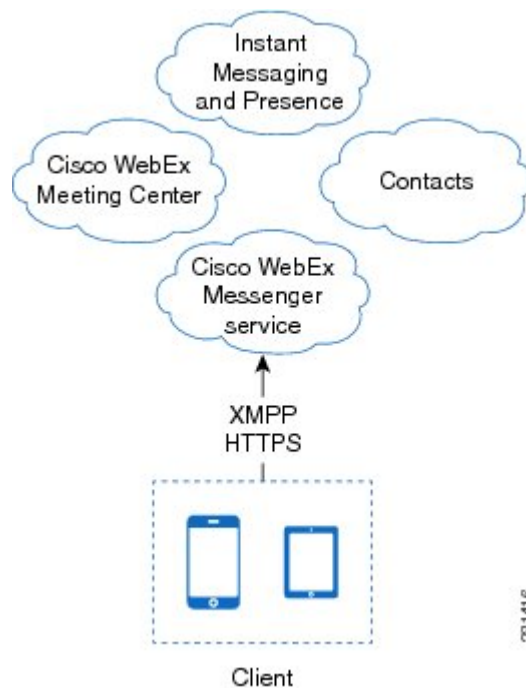 Instant
Messaging
and Presence
Cisco WebEx
Meeting Center
Contacts
Cisco WebEx
Messenger
service
XMPP
HTTPS
Client